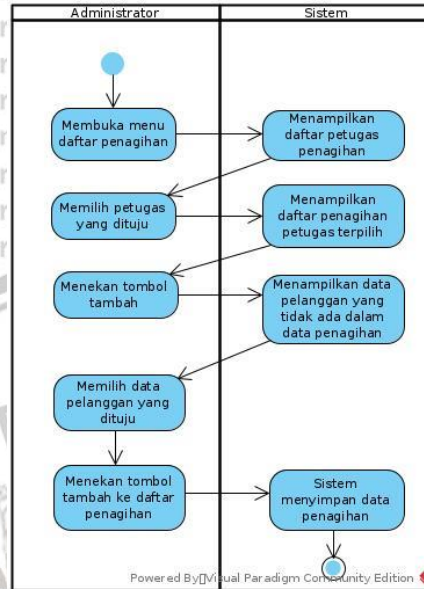 Administrator
Sistem
Membuka menu
daftar penagihan
Menampilkan
daftar petugas
penagihan
Memilih petugas
yang dituju
Menampilkan
daftar penagihan
petugas terpilih
Menekan tombol
tambah
Menampilkan data
pelanggan yang
tidak ada dalam
data penagihan
Memilih data
pelanggan yang
dituju
Menekan tombol
tambah ke daftar
penagihan
Sistem
menyimpan data
penagihan
Powered By Visual Paradigm Community Edition